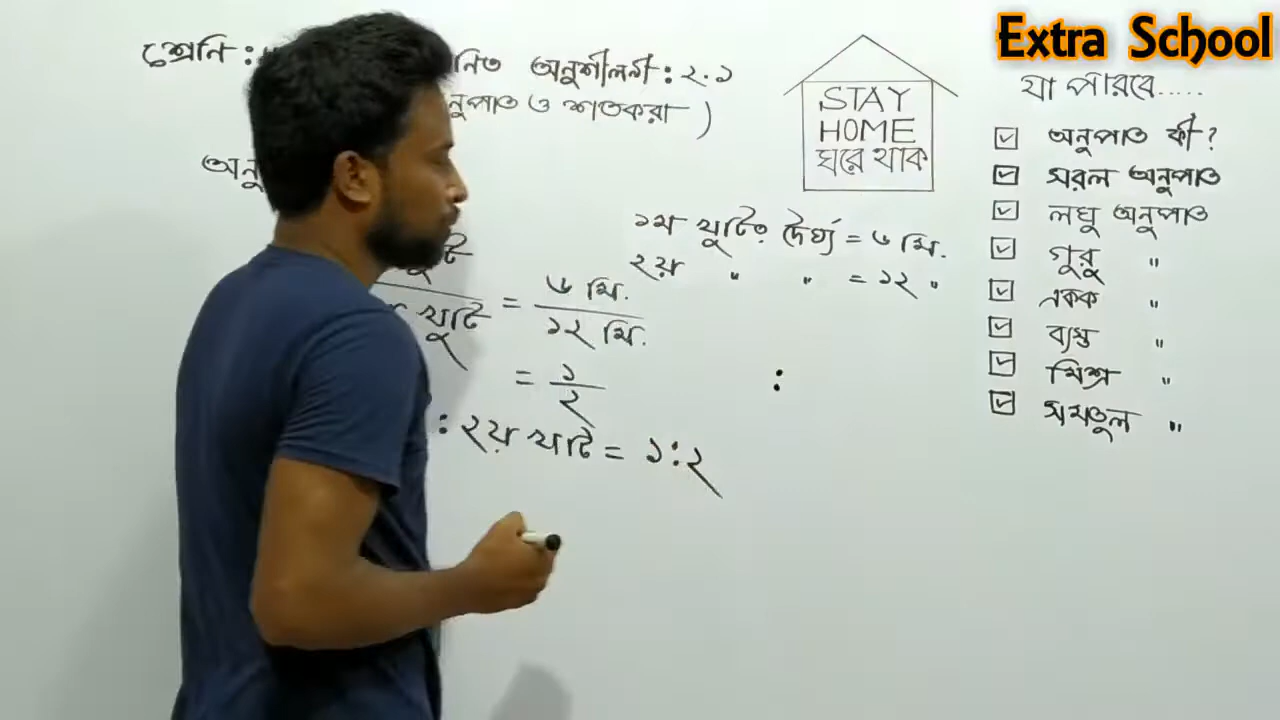 Extra School
শ্রেণি :
অনুশীলনী : ২.১
ও শতকরা )
STAY
HOME
ঘরে থাক
যা পারবে.....
অনুপাত কী?
সরল অনুপাত
লঘু অনুপাত
গুরু "
একক "
ব্যস্ত "
মিশ্র "
সমতুল "
১ম খুটির দৈর্ঘ্য = ৬ মি.
২য় " " = ১২ "
খুটি = ৬ মি.
১২ মি.
= ১
২
: ২য় খুটি = ১:২
: